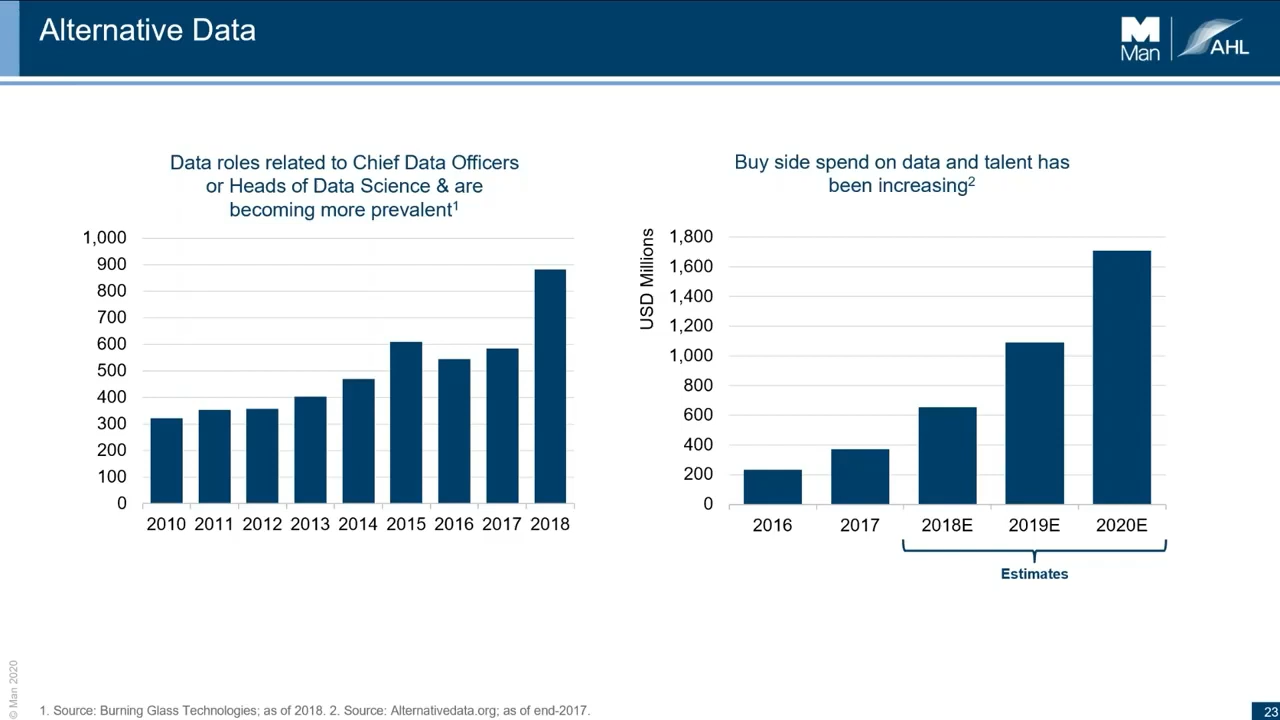 Alternative Data
M
Man
AHL
Data roles related to Chief Data Officers
or Heads of Data Science & are
becoming more prevalent1
1,000
900
800
700
600
500
400
300
200
100
0
2010 2011 2012 2013 2014 2015 2016 2017 2018
Buy side spend on data and talent has
been increasing2
USD Millions
1,800
1,600
1,400
1,200
1,000
800
600
400
200
0
2016 2017 2018E 2019E 2020E
Estimates
© Man 2020
1. Source: Burning Glass Technologies; as of 2018. 2. Source: Alternativedata.org; as of end-2017.
23